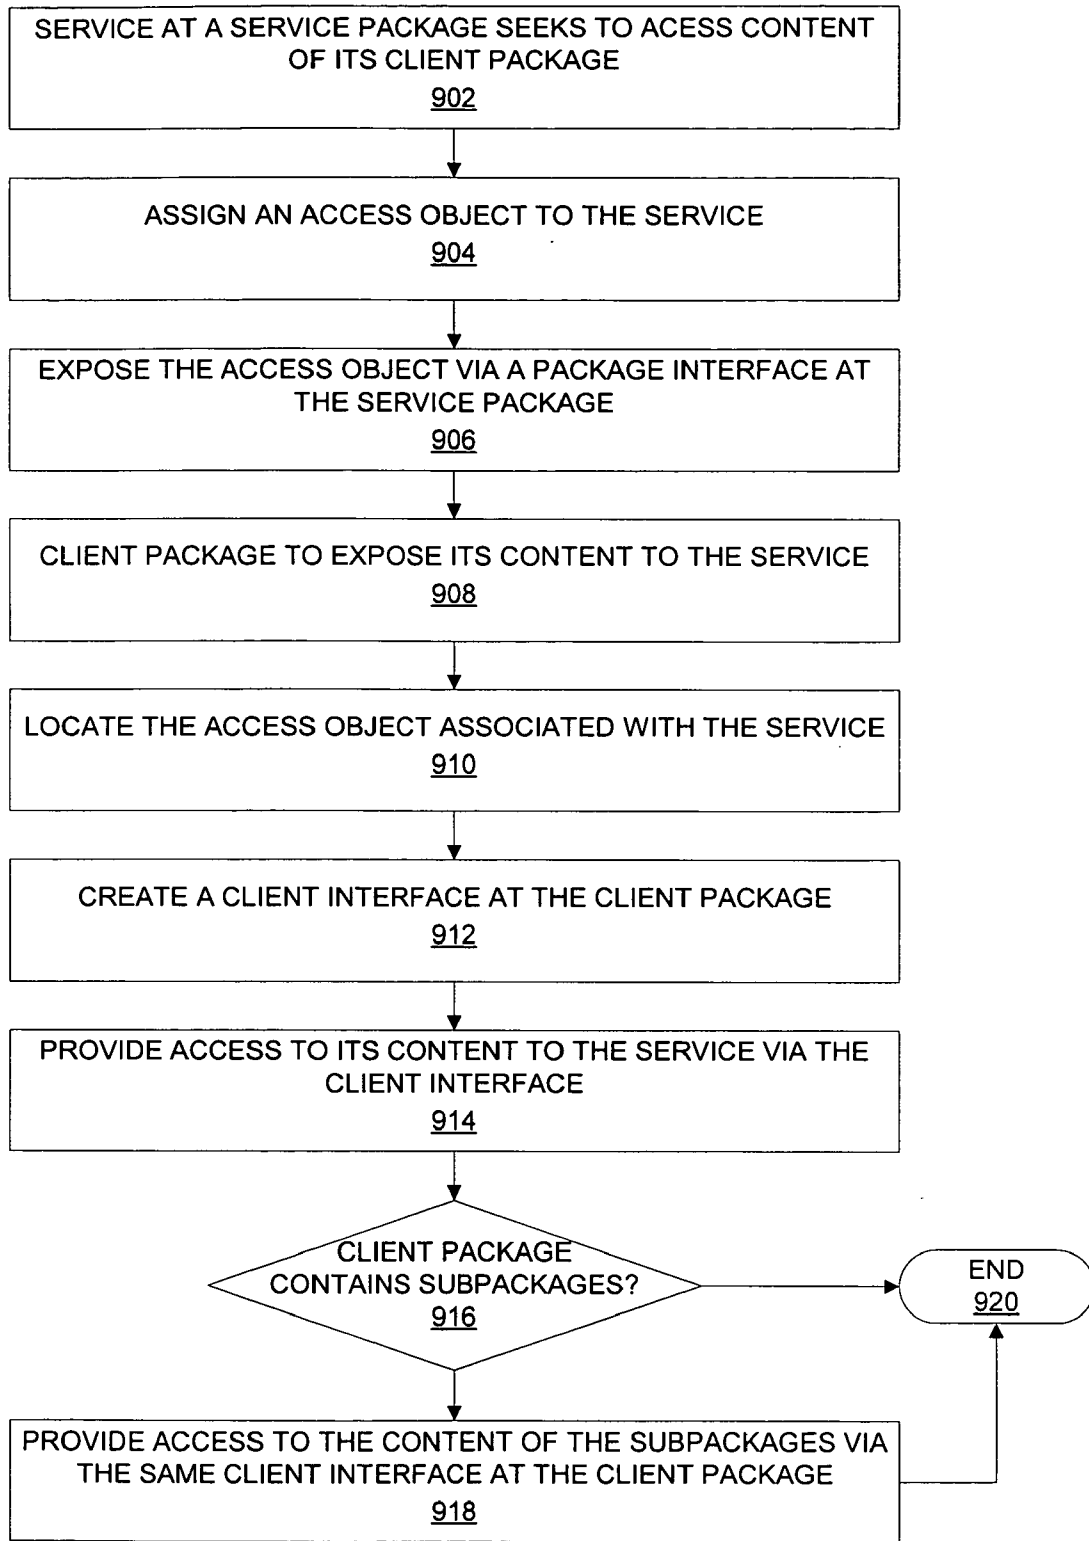 SERVICE AT A SERVICE PACKAGE SEEKS TO ACESS CONTENT
OF ITS CLIENT PACKAGE
902
ASSIGN AN ACCESS OBJECT TO THE SERVICE
904
EXPOSE THE ACCESS OBJECT VIA A PACKAGE INTERFACE AT
THE SERVICE PACKAGE
906
CLIENT PACKAGE TO EXPOSE ITS CONTENT TO THE SERVICE
908
LOCATE THE ACCESS OBJECT ASSOCIATED WITH THE SERVICE
910
CREATE A CLIENT INTERFACE AT THE CLIENT PACKAGE
912
PROVIDE ACCESS TO ITS CONTENT TO THE SERVICE VIA THE
CLIENT INTERFACE
914
CLIENT PACKAGE
CONTAINS SUBPACKAGES?
916
END
920
PROVIDE ACCESS TO THE CONTENT OF THE SUBPACKAGES VIA
THE SAME CLIENT INTERFACE AT THE CLIENT PACKAGE
918